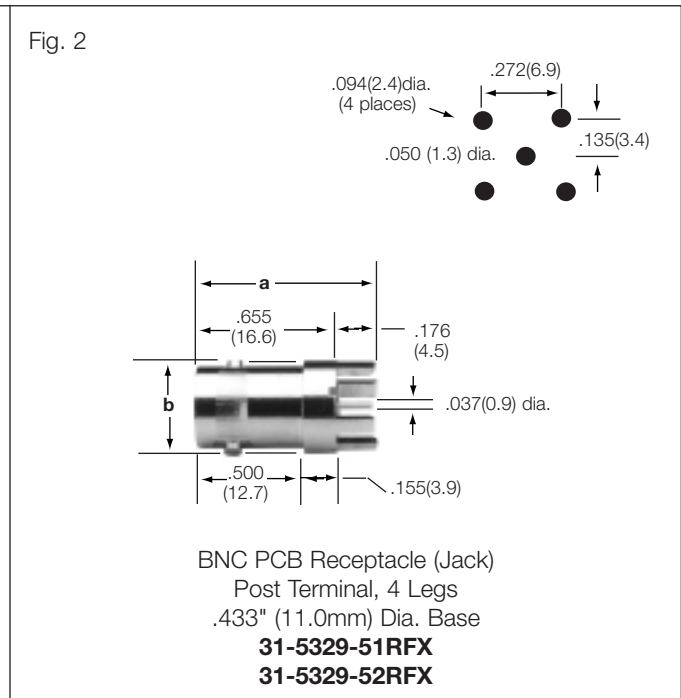 Fig. 2
.094(2.4)dia.
(4 places)
.272(6.9)
.135(3.4)
.050 (1.3) dia.
a
.655
(16.6)
.176
(4.5)
b
.037(0.9) dia.
.500
(12.7)
.155(3.9)
BNC PCB Receptacle (Jack)
Post Terminal, 4 Legs
.433" (11.0mm) Dia. Base
31-5329-51RFX
31-5329-52RFX